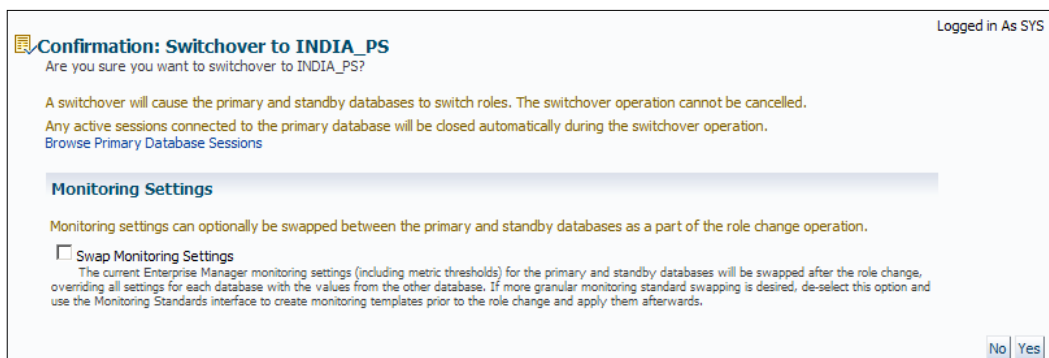 Logged in As SYS
Confirmation: Switchover to INDIA_PS
Are you sure you want to switchover to INDIA_PS?
A switchover will cause the primary and standby databases to switch roles. The switchover operation cannot be cancelled.
Any active sessions connected to the primary database will be closed automatically during the switchover operation.
Browse Primary Database Sessions
Monitoring Settings
Monitoring settings can optionally be swapped between the primary and standby databases as a part of the role change operation.
Swap Monitoring Settings
The current Enterprise Manager monitoring settings (including metric thresholds) for the primary and standby databases will be swapped after the role change,
overriding all settings for each database with the values from the other database. If more granular monitoring standard swapping is desired, de-select this option and
use the Monitoring Standards interface to create monitoring templates prior to the role change and apply them afterwards.
No Yes